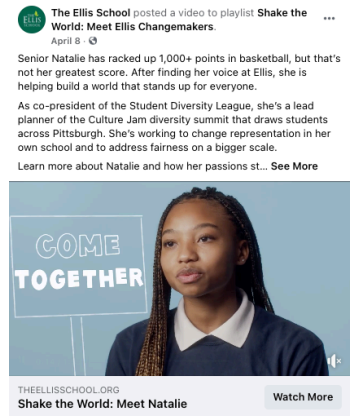 THE
ELLIS
SCHOOL
The Ellis School posted a video to playlist Shake the
World: Meet Ellis Changemakers.
April 8 ·
Senior Natalie has racked up 1,000+ points in basketball, but that's
not her greatest score. After finding her voice at Ellis, she is
helping build a world that stands up for everyone.
As co-president of the Student Diversity League, she's a lead
planner of the Culture Jam diversity summit that draws students
across Pittsburgh. She's working to change representation in her
own school and to address fairness on a bigger scale.
Learn more about Natalie and how her passions st... See More
COME
TOGETHER
THEELLISSCHOOL.ORG
Shake the World: Meet Natalie
Watch More